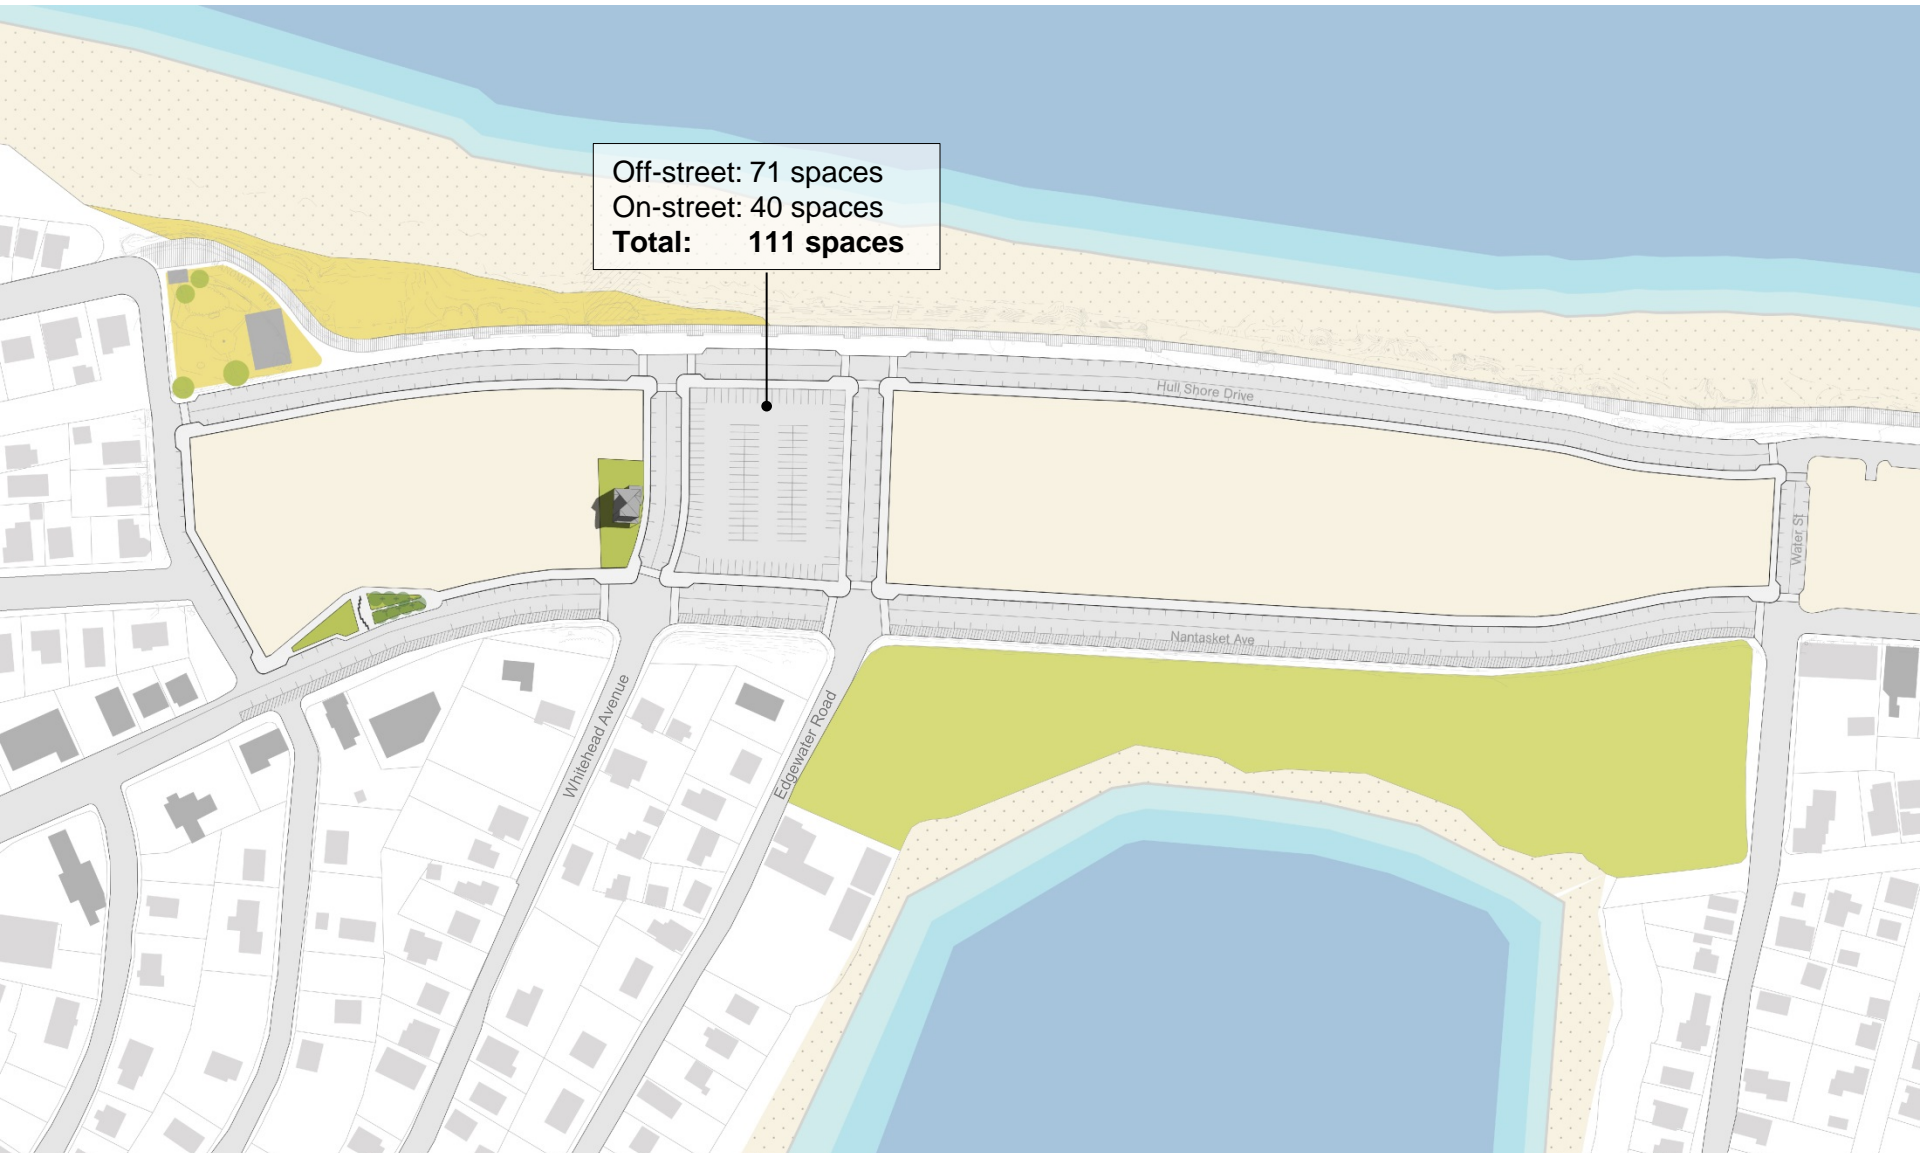 Off-street: 71 spaces
On-street: 40 spaces
Total: 111 spaces
Hull Shore Drive
Water St
Nantasket Ave
Whitehead Avenue
Edgewater Road